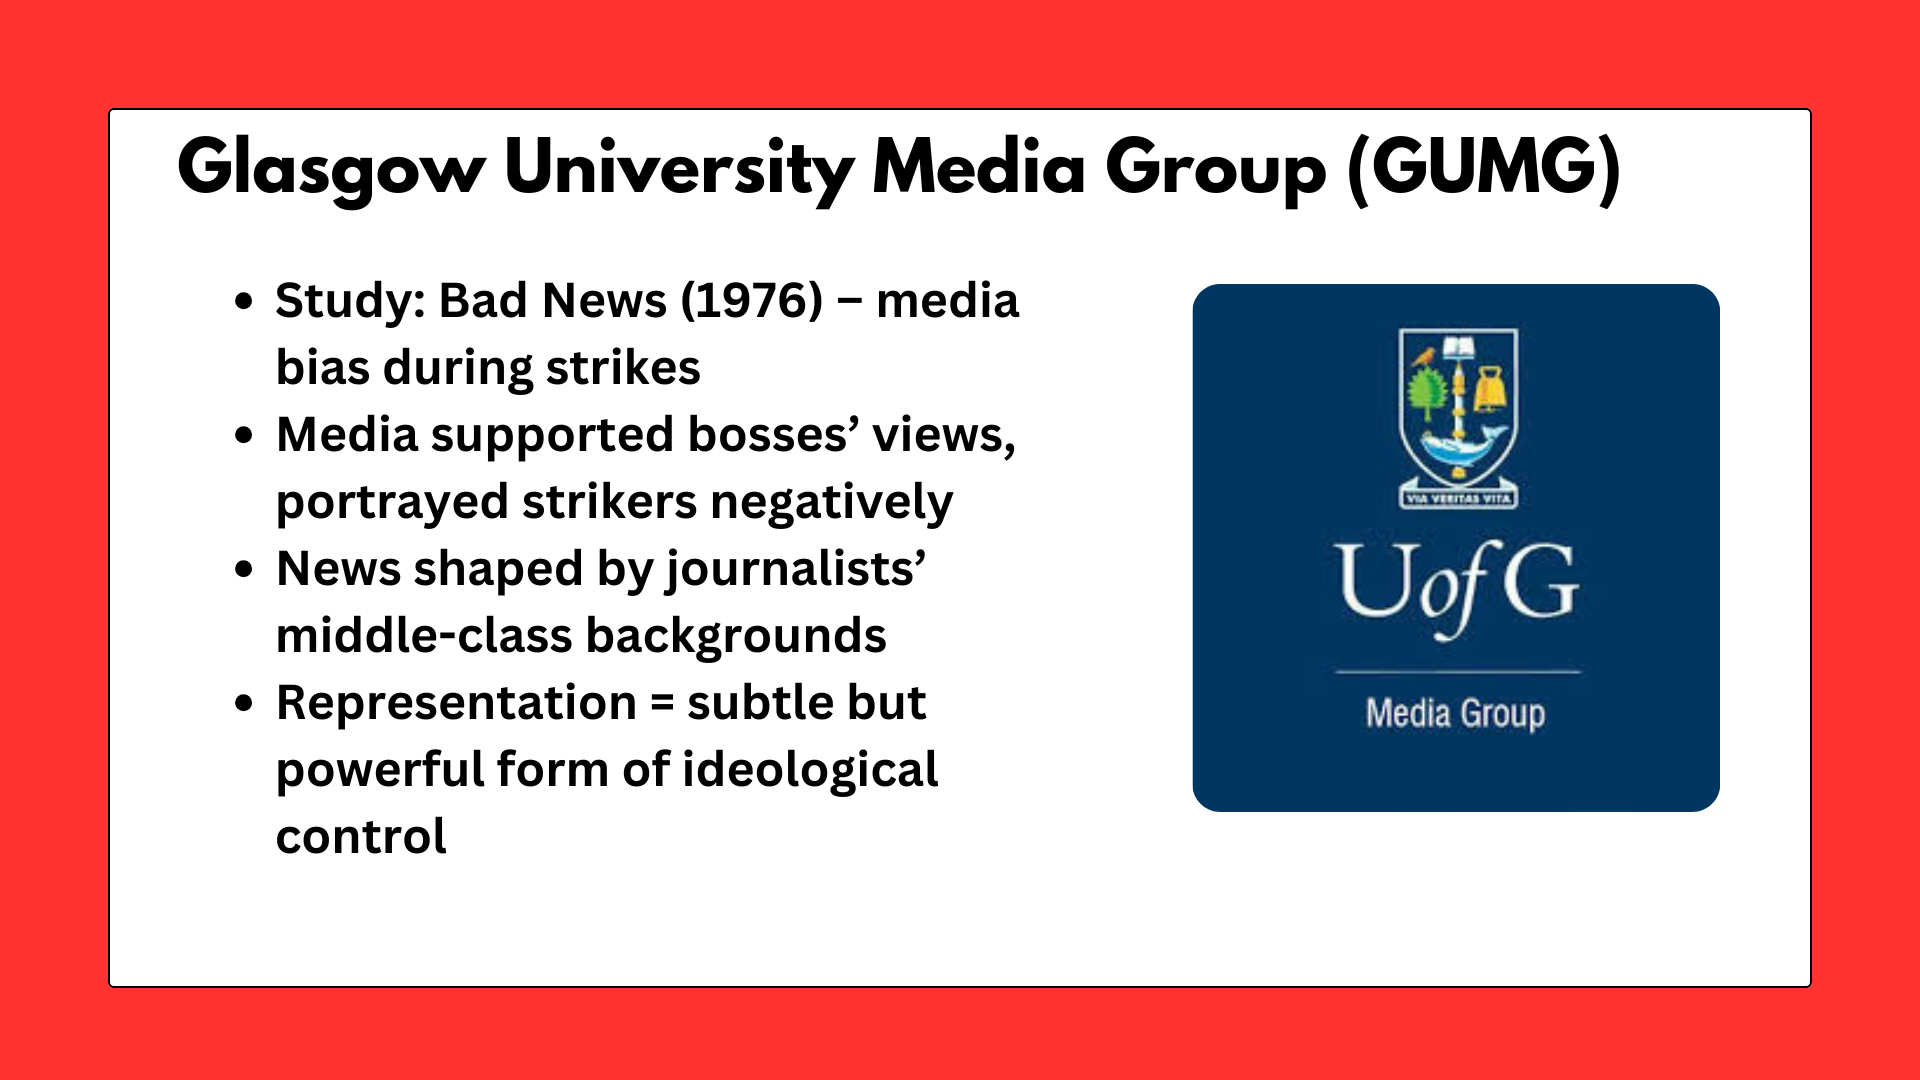 Glasgow University Media Group (GUMG)
• Study: Bad News (1976) – media
bias during strikes
• Media supported bosses’ views,
portrayed strikers negatively
• News shaped by journalists’
middle-class backgrounds
• Representation = subtle but
powerful form of ideological
control
VIA VERITAS VITA
UofG
Media Group